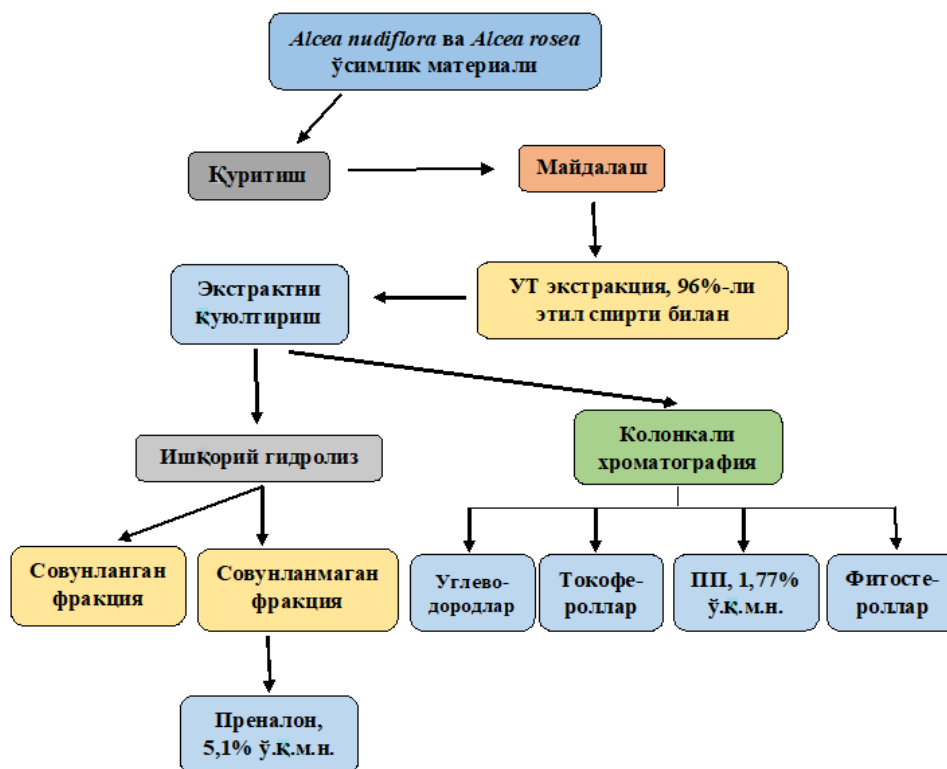 Alcea nudiflora ва Alcea rosea
ўсимлик материали
Қуритиш
Майдалаш
УТ экстракция, 96%-ли
этил спирти билан
Экстрактни
қуюлтириш
Ишқорий гидролиз
Колонкали
хроматография
Совунланган
фракция
Совунланмаган
фракция
Углево-
дородлар
Токофе-
роллар
ПП, 1,77%
ў.қ.м.н.
Фитосте-
роллар
Преналон,
5,1% ў.қ.м.н.